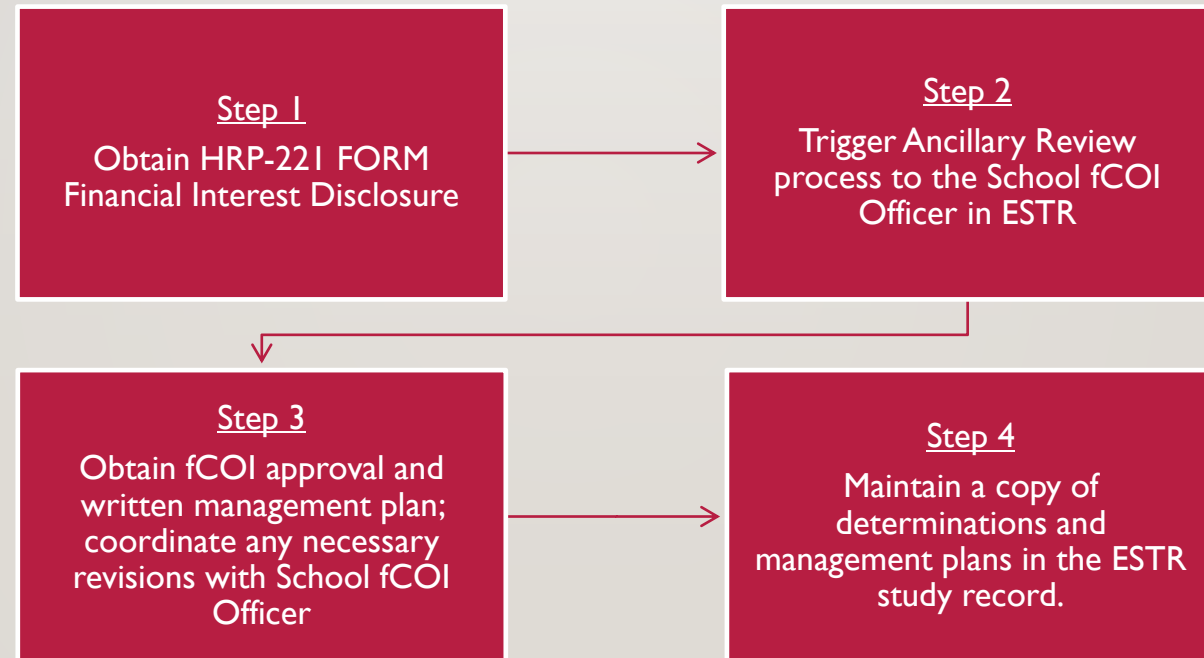 Step 1
Obtain HRP-221 FORM
Financial Interest Disclosure
Step 2
Trigger Ancillary Review
process to the School fCOI
Officer in ESTR
Step 3
Obtain fCOI approval and
written management plan;
coordinate any necessary
revisions with School fCOI
Officer
Step 4
Maintain a copy of
determinations and
management plans in the ESTR
study record.